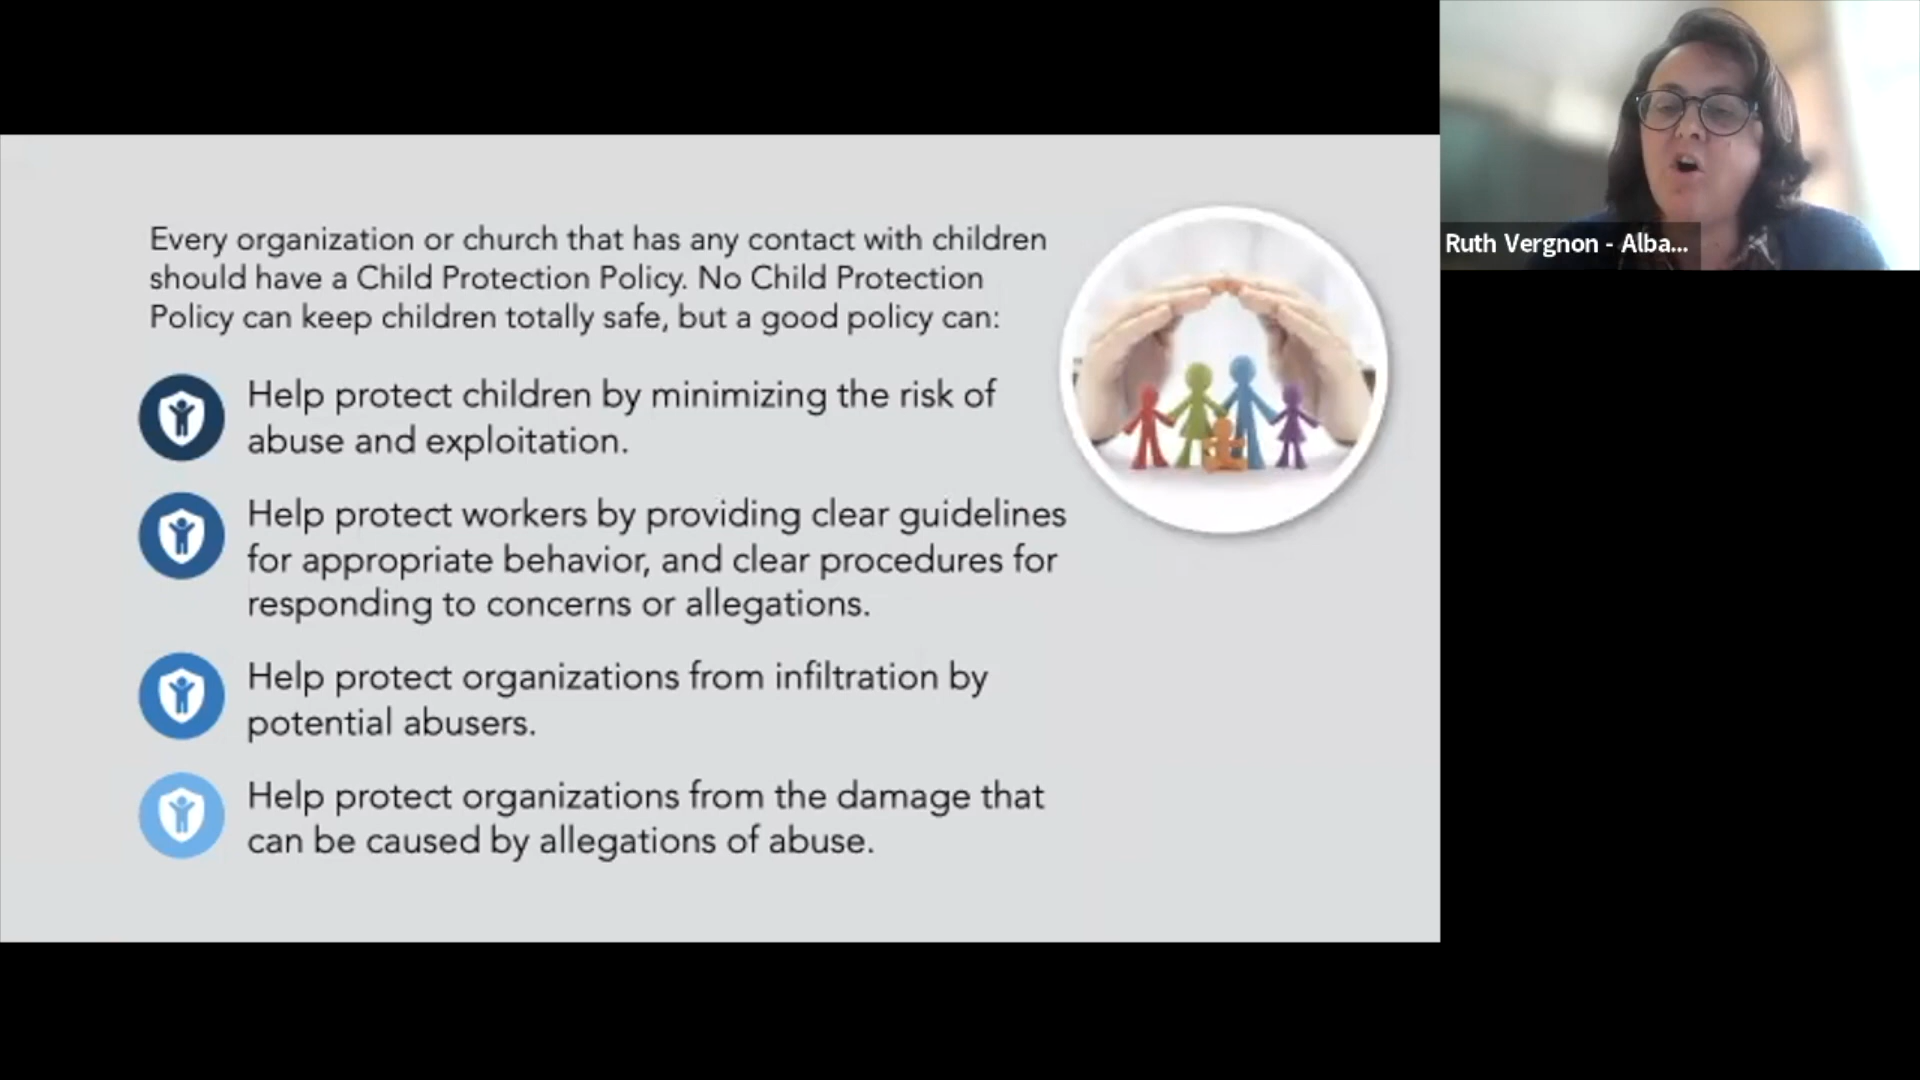 Every organization or church that has any contact with children
should have a Child Protection Policy. No Child Protection
Policy can keep children totally safe, but a good policy can:
Help protect children by minimizing the risk of
abuse and exploitation.
Help protect workers by providing clear guidelines
for appropriate behavior, and clear procedures for
responding to concerns or allegations.
Help protect organizations from infiltration by
potential abusers.
Help protect organizations from the damage that
can be caused by allegations of abuse.
Ruth Vergnon - Alba...